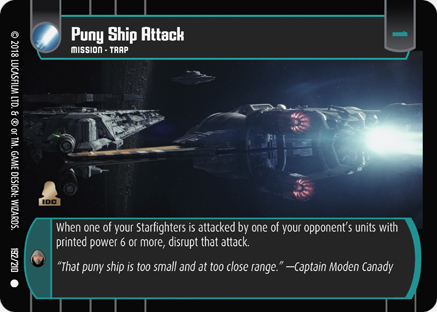 Puny Ship Attack
MISSION • TRAP
© 2018 LUCASFILM LTD. & ® or TM. GAME DESIGN: WIZARDS.
IDC
When one of your Starfighters is attacked by one of your opponent's units with
printed power 6 or more, disrupt that attack.
"That puny ship is too small and at too close range." —Captain Moden Canady
192/210